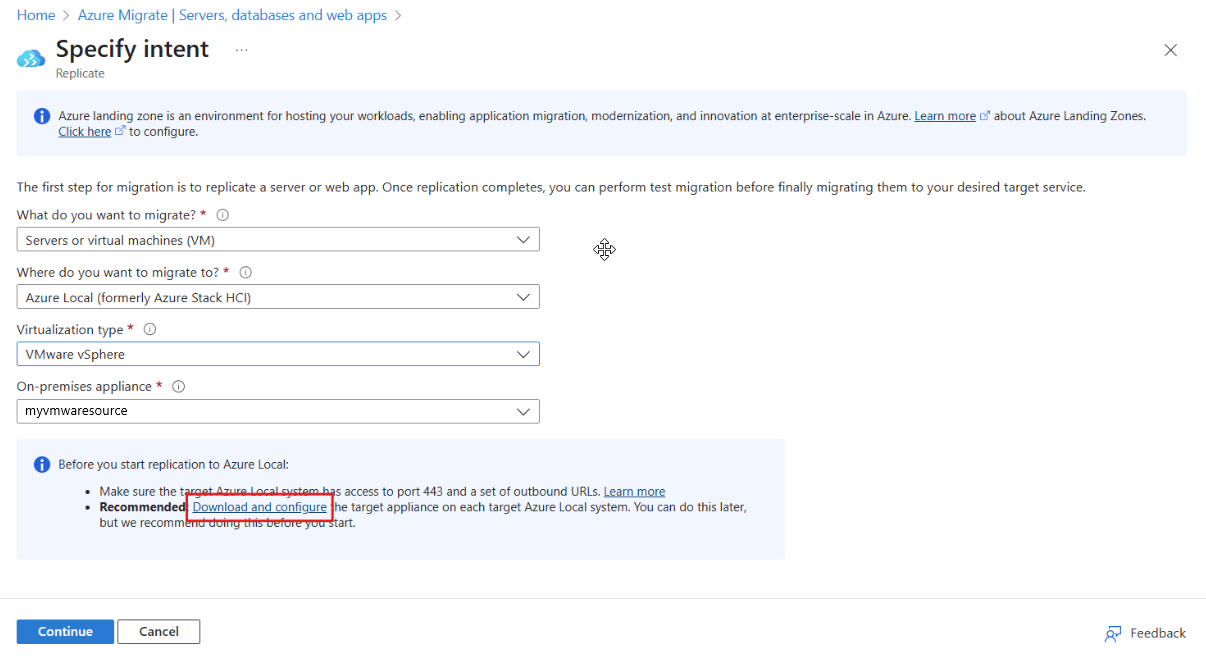 Home > Azure Migrate | Servers, databases and web apps >
Specify intent ...
Replicate
Azure landing zone is an environment for hosting your workloads, enabling application migration, modernization, and innovation at enterprise-scale in Azure. Learn more about Azure Landing Zones.
Click here to configure.
The first step for migration is to replicate a server or web app. Once replication completes, you can perform test migration before finally migrating them to your desired target service.
What do you want to migrate? *
Servers or virtual machines (VM)
Where do you want to migrate to? *
Azure Local (formerly Azure Stack HCI)
Virtualization type *
VMware vSphere
On-premises appliance *
myvmwaresource
Before you start replication to Azure Local:
• Make sure the target Azure Local system has access to port 443 and a set of outbound URLs. Learn more
• Recommended: Download and configure the target appliance on each target Azure Local system. You can do this later,
but we recommend doing this before you start.
Continue
Cancel
Feedback